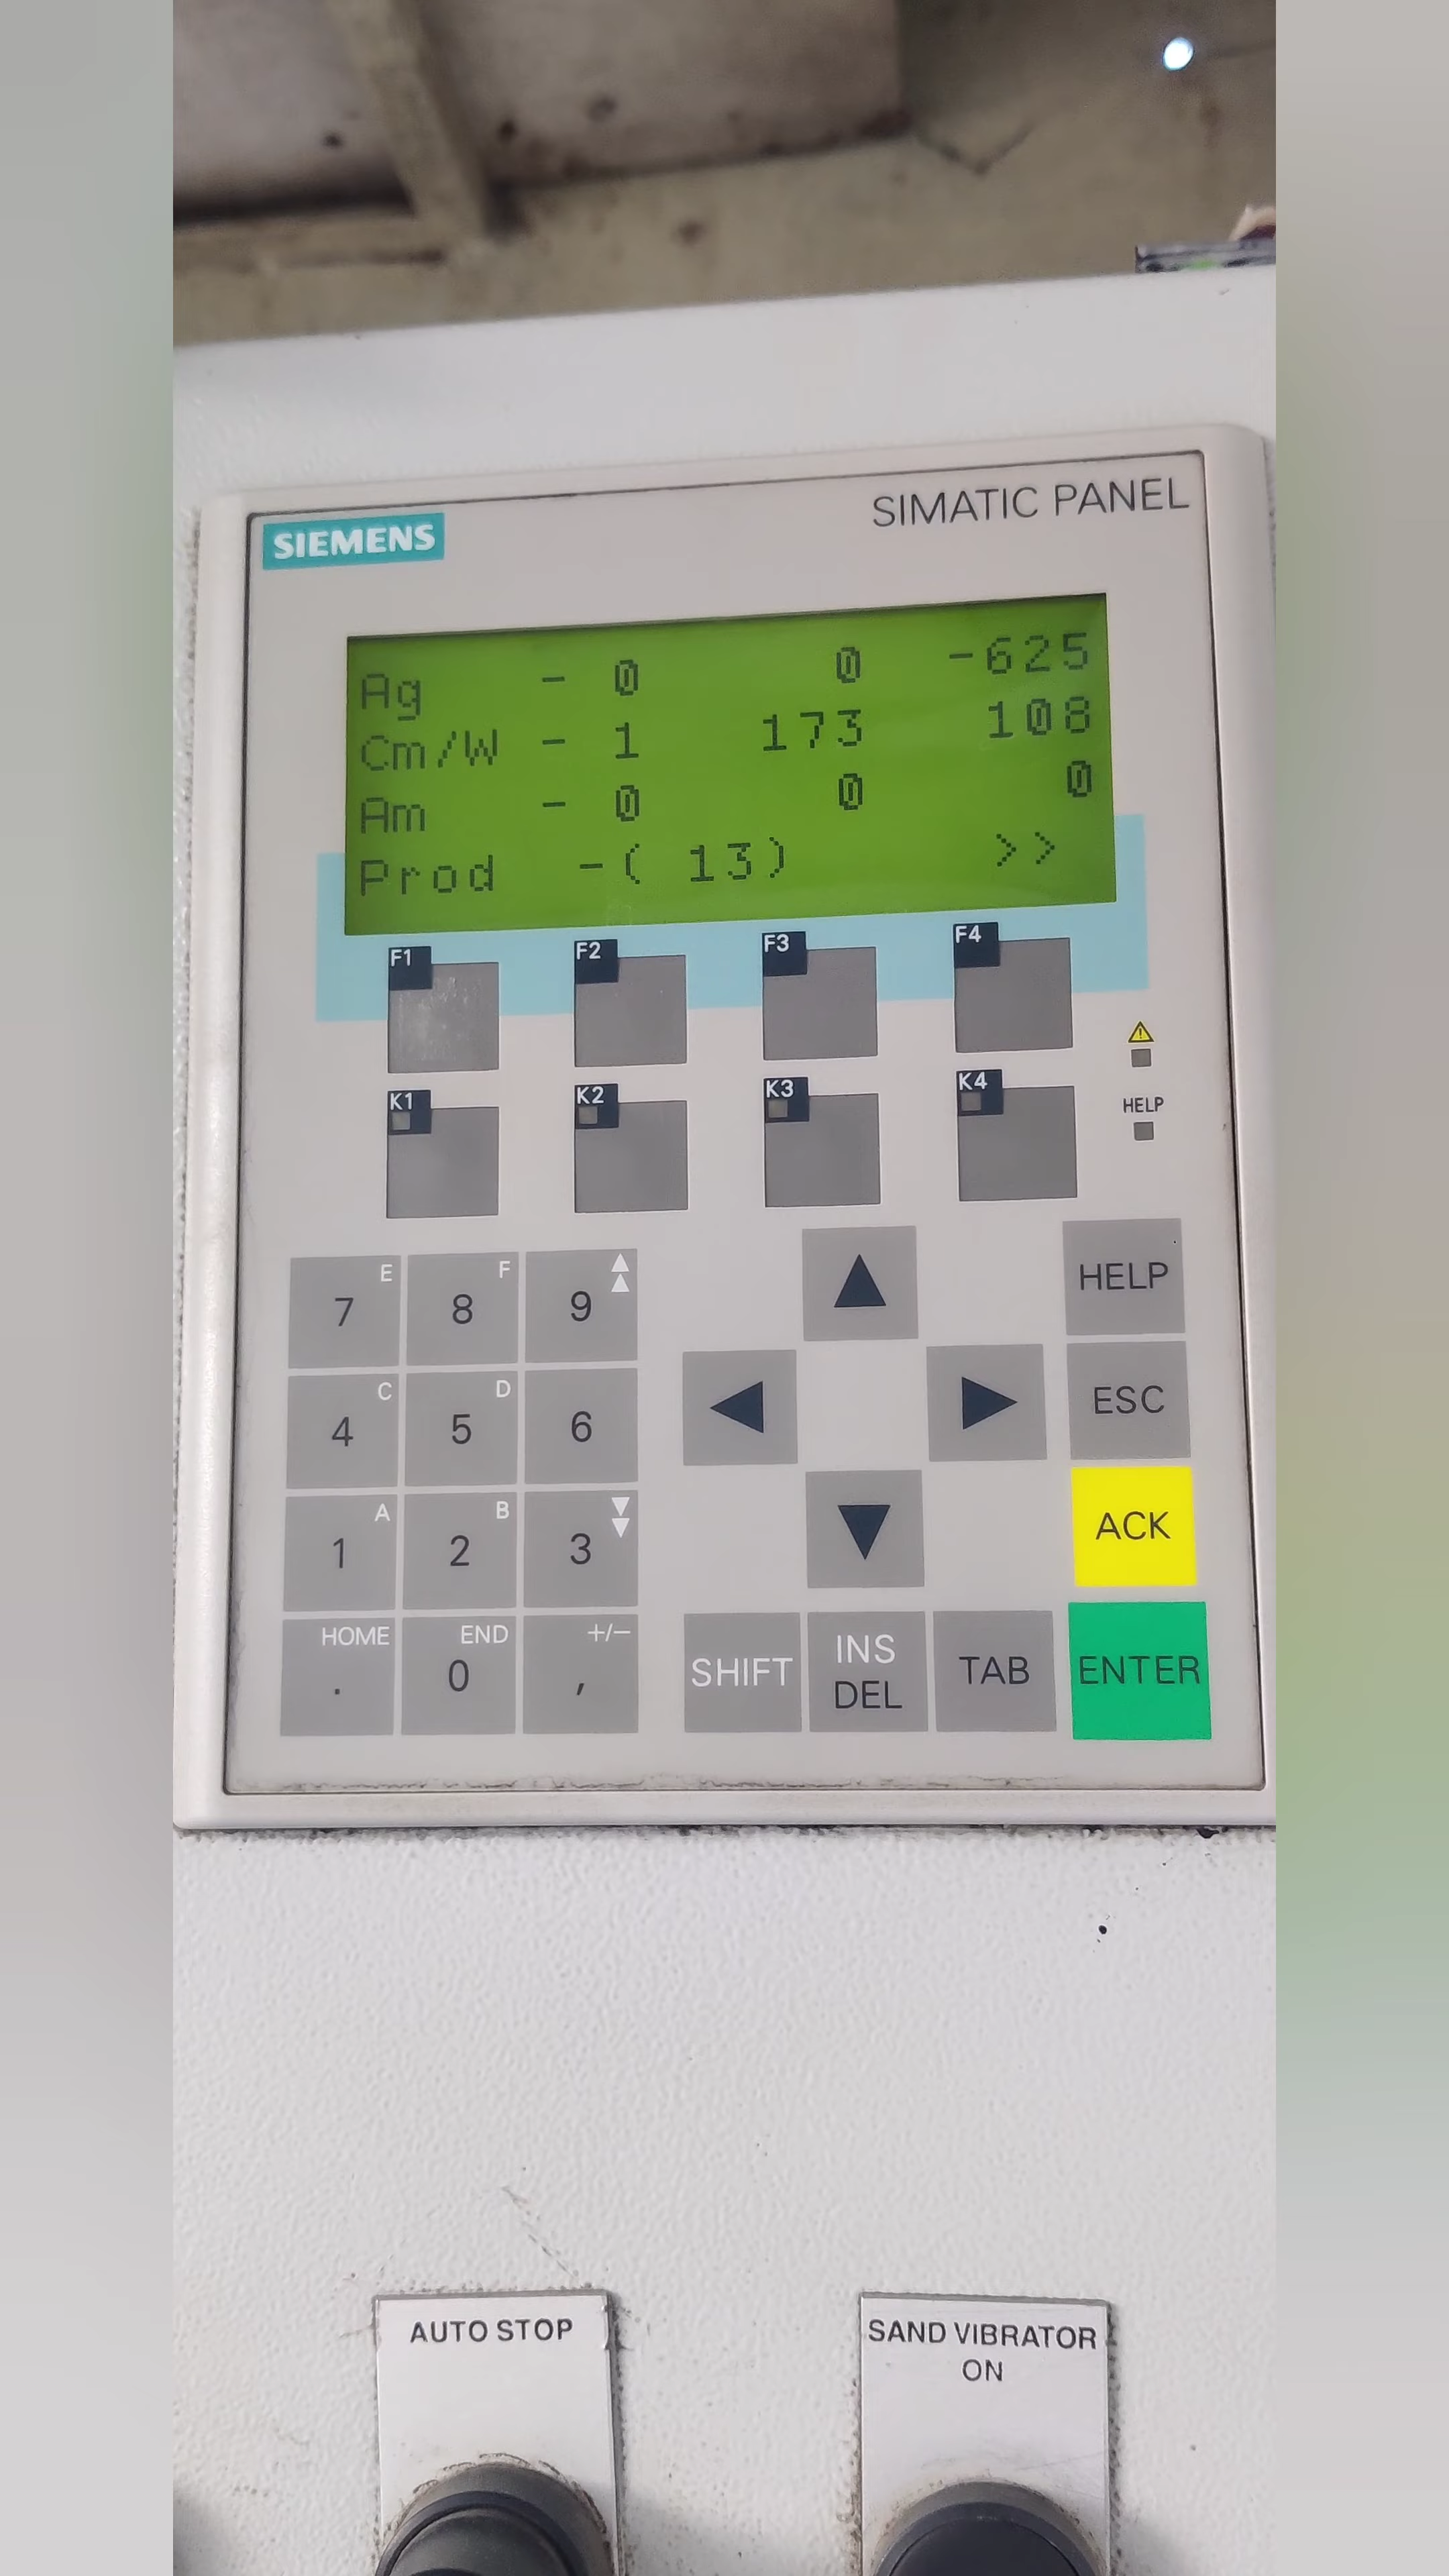 SIEMENS
SIMATIC PANEL
Ag - 0 0 -625
Cm/W - 1 173 108
Am - 0 0 0
Prod -( 13) >>
F1 F2 F3 F4
K1 K2 K3 K4
HELP
7 E 8 F 9
HELP
4 C 5 D 6
ESC
1 A 2 B 3
ACK
HOME . END 0 +/- ,
SHIFT
INS
DEL
TAB
ENTER
AUTO STOP
SAND VIBRATOR
ON